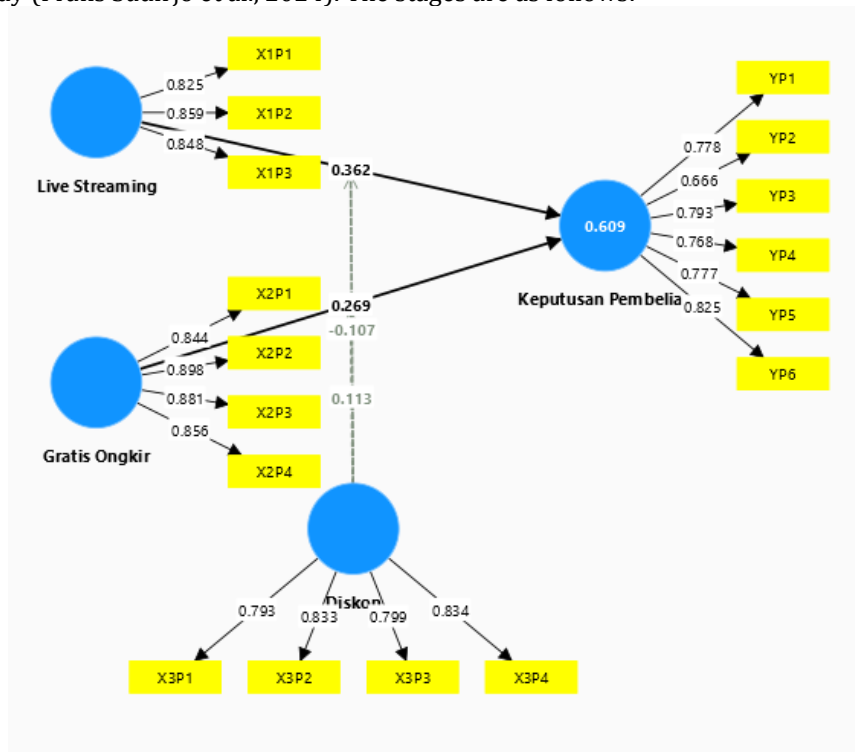 X1P1
0.825
0.859
X1P2
0.848
X1P3
Live Streaming
0.362
YP1
0.778
YP2
0.666
0.793
YP3
0.609
0.768
YP4
0.777
Keputusan Pembelia
0.825
YP5
YP6
X2P1
0.844
0.269
-0.107
X2P2
0.898
0.881
X2P3
0.856
0.113
Gratis Ongkir
X2P4
Diskon
0.793
0.833
0.799
0.834
X3P1
X3P2
X3P3
X3P4